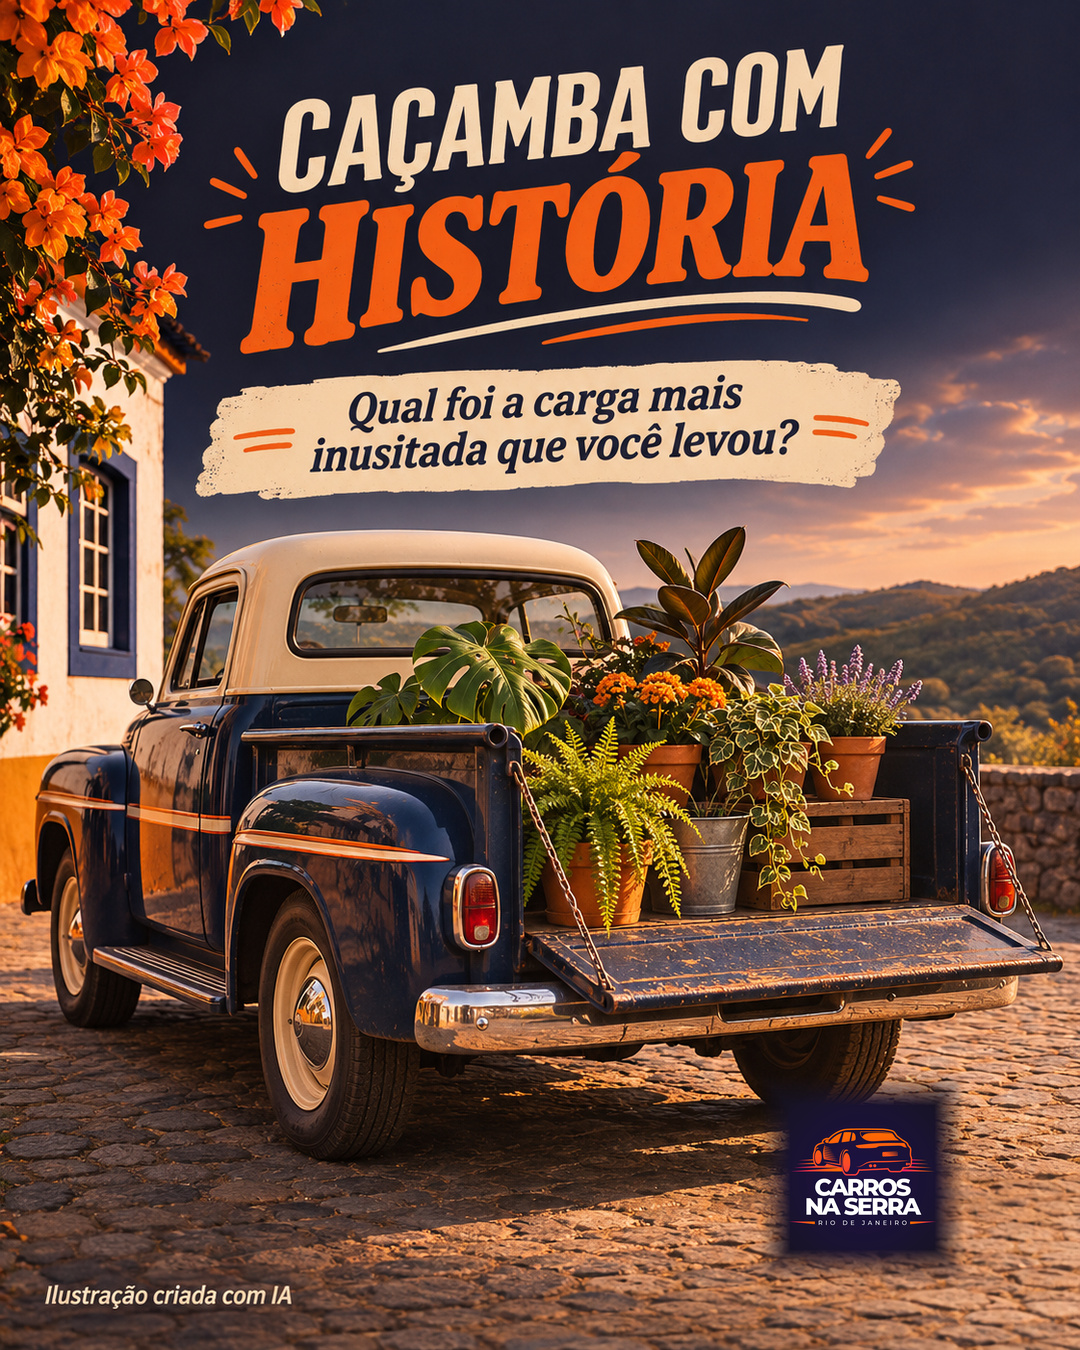 CAÇAMBA COM
HISTÓRIA
Qual foi a carga mais
inusitada que você levou?
CARROS
NA SERRA
RIO DE JANEIRO
Ilustração criada com IA